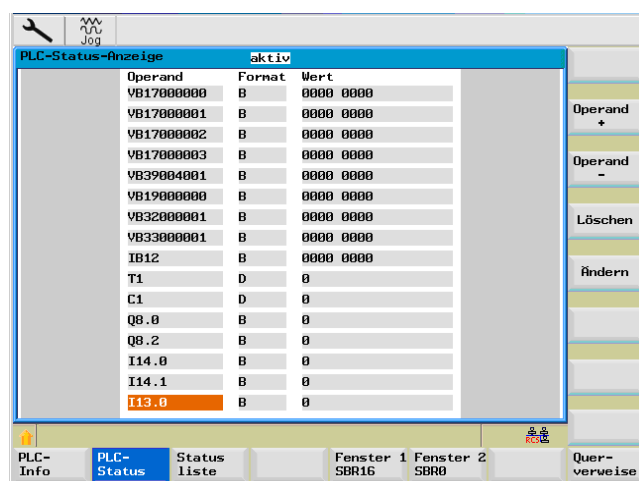 Jog
PLC-Status-Anzeige aktiv
Operand Format Wert
VB17000000 B 0000 0000
VB17000001 B 0000 0000
VB17000002 B 0000 0000
VB17000003 B 0000 0000
VB39004001 B 0000 0000
VB19000000 B 0000 0000
VB32000001 B 0000 0000
VB33000001 B 0000 0000
IB12 B 0000 0000
T1 D 0
C1 D 0
Q8.0 B 0
Q8.2 B 0
I14.0 B 0
I14.1 B 0
I13.0 B 0
Operand
+
Operand
-
Löschen
Ändern
RCS
PLC-
Info
PLC-
Status
Status
liste
Fenster 1
SBR16
Fenster 2
SBR0
Quer-
verweise